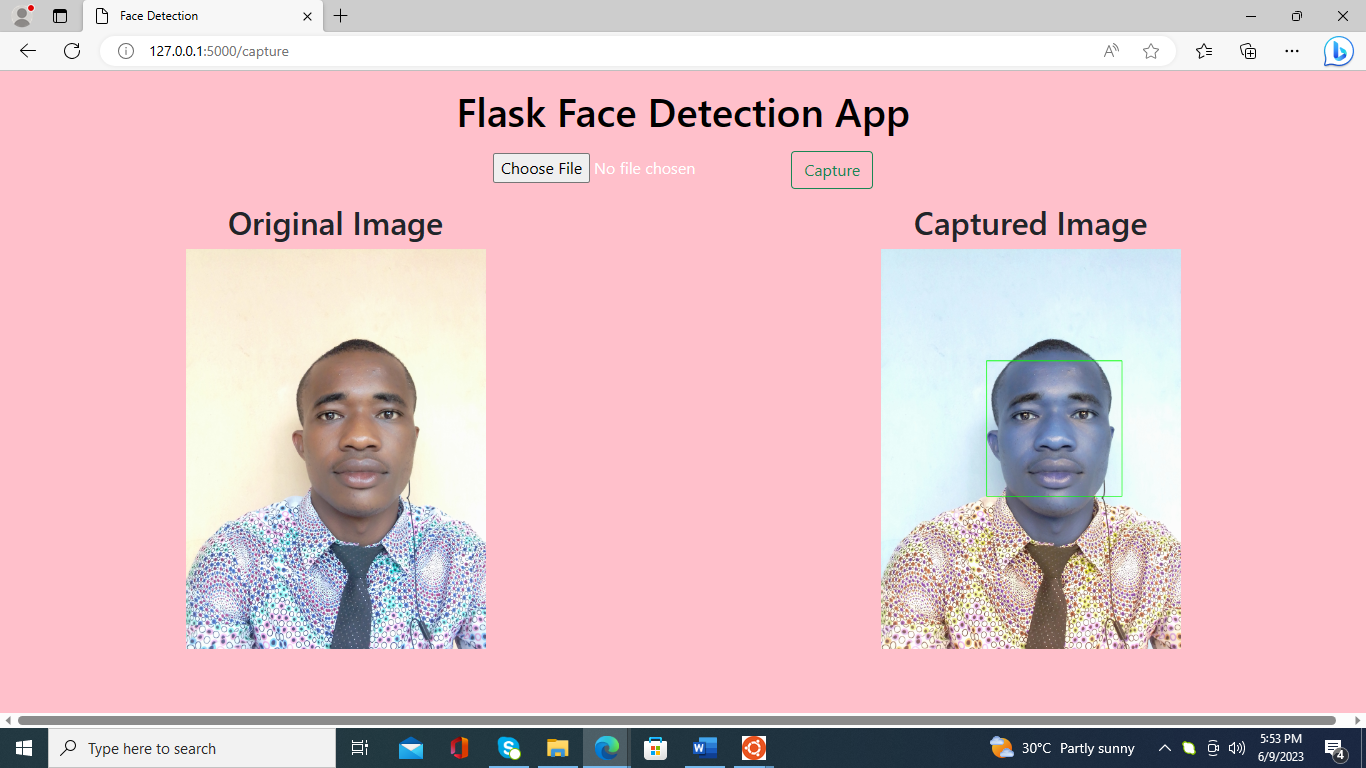 Face Detection
127.0.0.1:5000/capture
Flask Face Detection App
Choose File No file chosen
Capture
Original Image
Captured Image
Type here to search
30°C Partly sunny
5:53 PM
6/9/2023
4